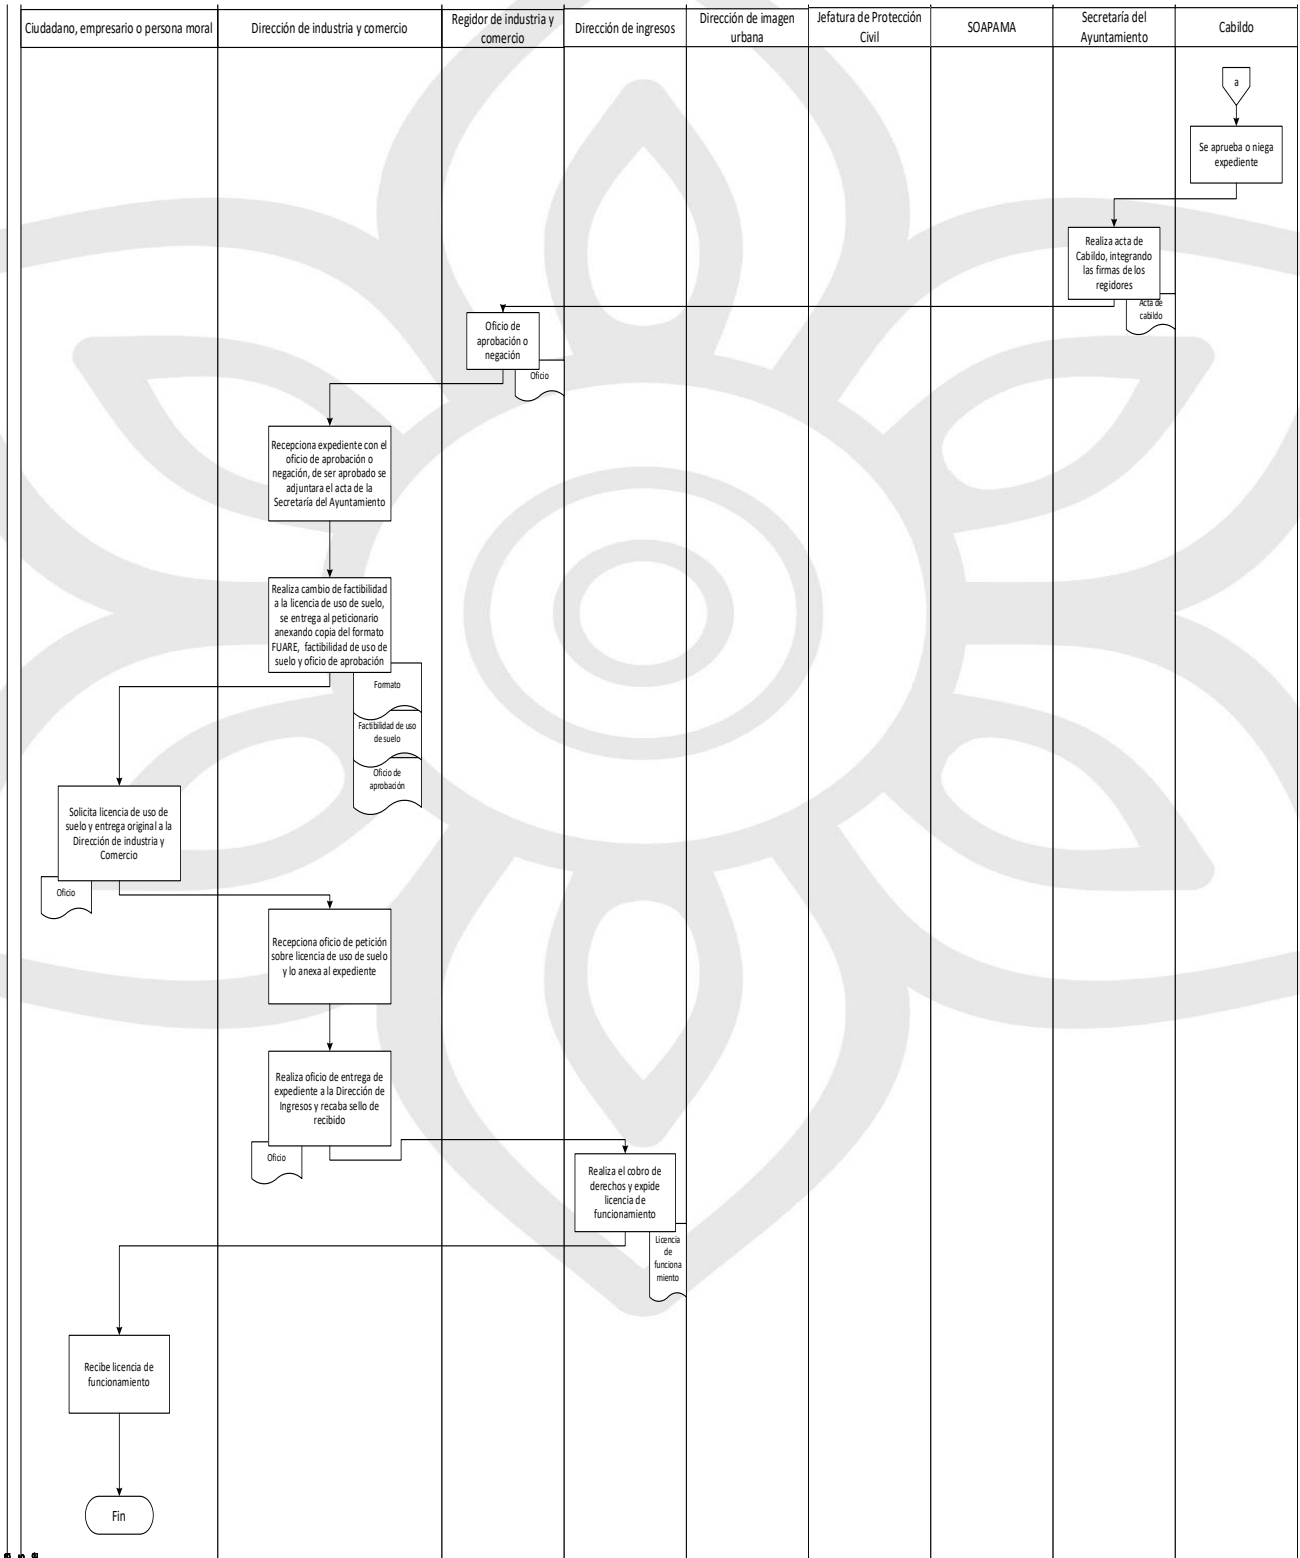 Ciudadano, empresario o persona moral
Dirección de industria y comercio
Regidor de industria y
comercio
Dirección de ingresos
Dirección de imagen
urbana
Jefatura de Protección
Civil
SOAPAMA
Secretaría del
Ayuntamiento
Cabildo
a
Se aprueba o niega
expediente
Realiza acta de
Cabildo, integrando
las firmas de los
regidores
Acta de
cabildo
Oficio de
aprobación o
negación
Oficio
Recepciona expediente con el
oficio de aprobación o
negación, de ser aprobado se
adjuntara el acta de la
Secretaría del Ayuntamiento
Realiza cambio de factibilidad
a la licencia de uso de suelo,
se entrega al peticionario
anexando copia del formato
FUARE, factibilidad de uso de
suelo y oficio de aprobación
Formato
Factibilidad de uso
de suelo
Oficio de
aprobación
Solicita licencia de uso de
suelo y entrega original a la
Dirección de industria y
Comercio
Oficio
Recepciona oficio de petición
sobre licencia de uso de suelo
y lo anexa al expediente
Realiza oficio de entrega de
expediente a la Dirección de
Ingresos y recaba sello de
recibido
Oficio
Realiza el cobro de
derechos y expide
licencia de
funcionamiento
Licencia
de
funciona
miento
Recibe licencia de
funcionamiento
Fin